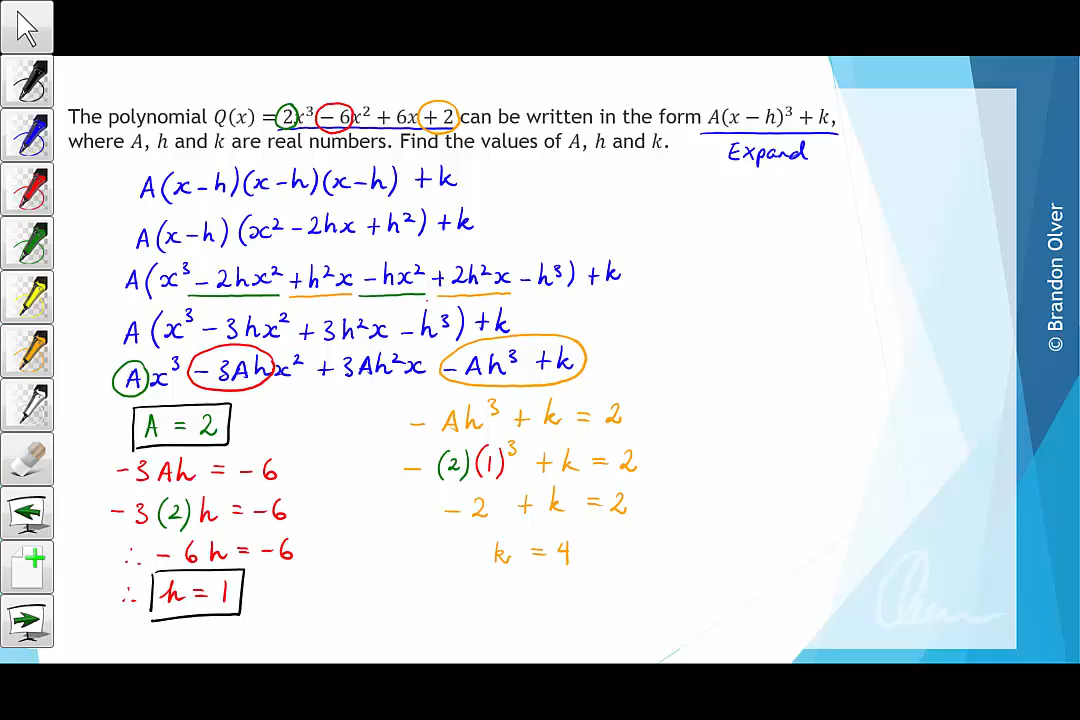 The polynomial Q(x) = 2x³ − 6x² + 6x + 2 can be written in the form A(x − h)³ + k,
where A, h and k are real numbers. Find the values of A, h and k.
Expand
A(x-h)(x-h)(x-h) + k
A(x-h)(x² - 2hx + h²) + k
A(x³ - 2hx² + h²x - hx² + 2h²x - h³) + k
A(x³ - 3hx² + 3h²x - h³) + k
Ax³ - 3Ahx² + 3Ah²x - Ah³ + k
A = 2
-3Ah = -6
-3(2)h = -6
∴ -6h = -6
∴ h = 1
- Ah³ + k = 2
- (2)(1)³ + k = 2
- 2 + k = 2
k = 4
© Brandon Olver